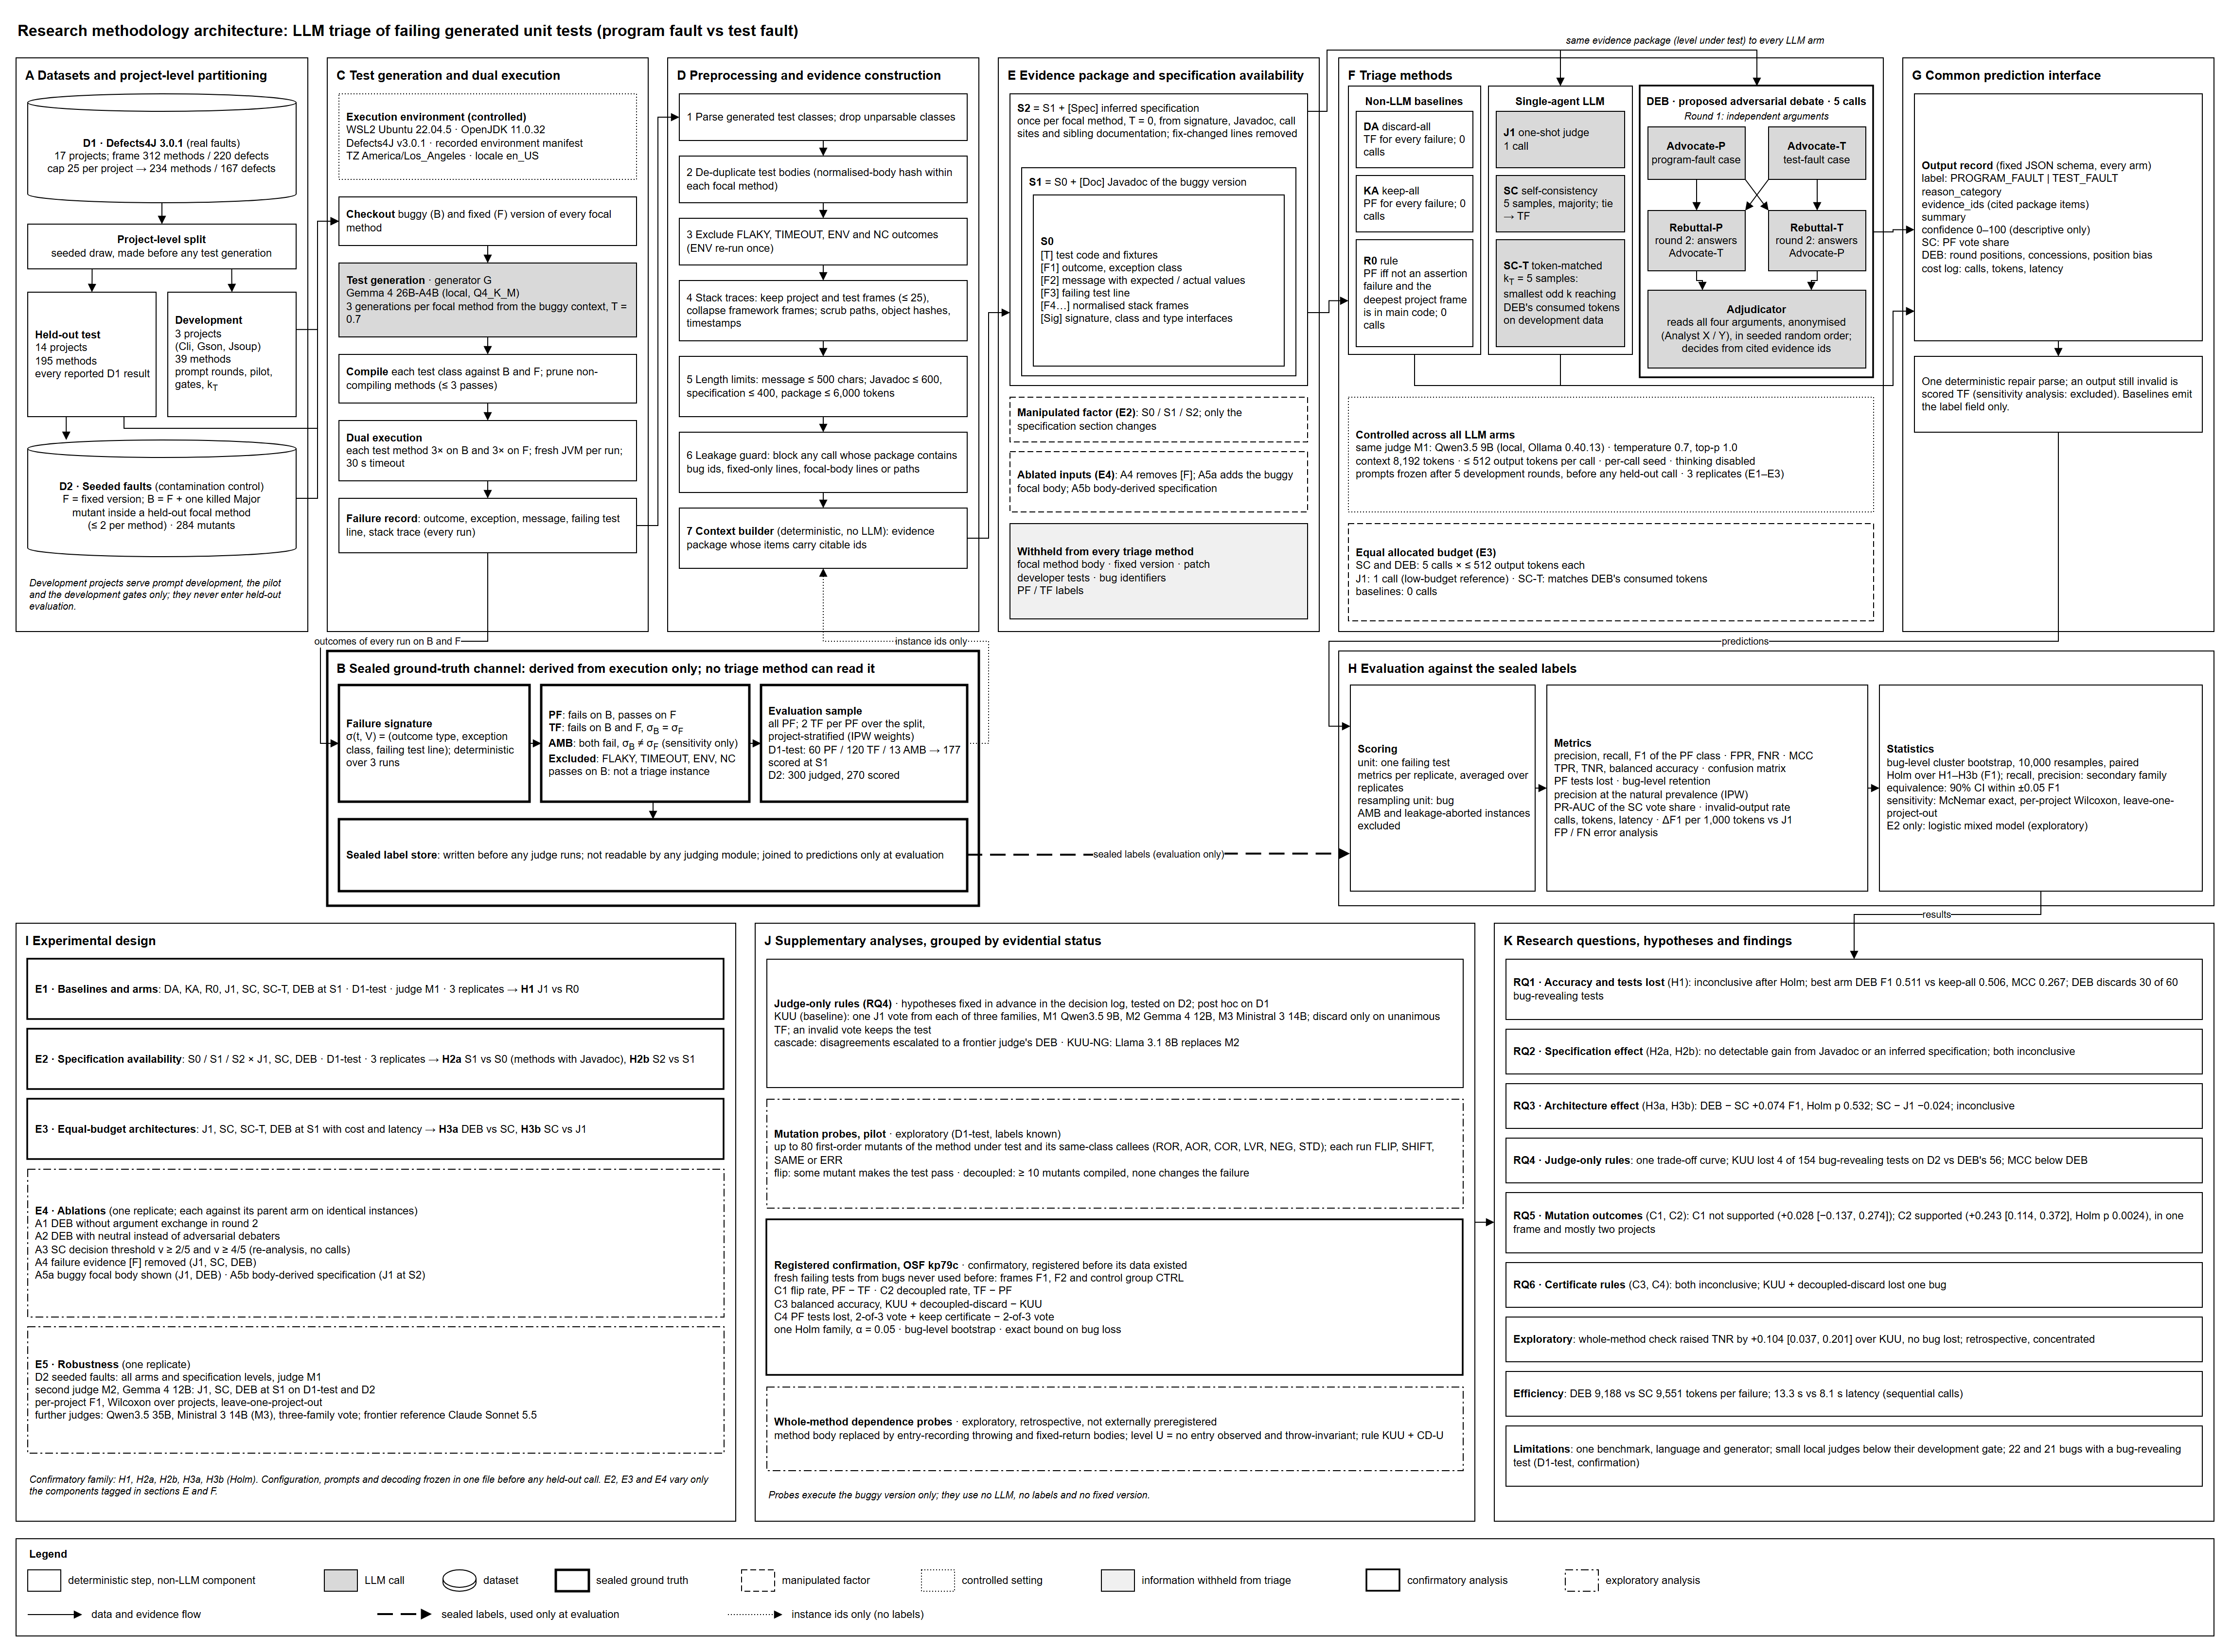 Research methodology architecture: LLM triage of failing generated unit tests (program fault vs test fault)
same evidence package (level under test) to every LLM arm
A Datasets and project-level partitioning
D1 · Defects4J 3.0.1 (real faults)
17 projects; frame 312 methods / 220 defects
cap 25 per project → 234 methods / 167 defects
Project-level split
seeded draw, made before any test generation
Held-out test
14 projects
195 methods
every reported D1 result
Development
3 projects
(Cli, Gson, Jsoup)
39 methods
prompt rounds, pilot,
gates, kT
D2 · Seeded faults (contamination control)
F = fixed version; B = F + one killed Major
mutant inside a held-out focal method
(≤ 2 per method) · 284 mutants
Development projects serve prompt development, the pilot
and the development gates only; they never enter held-out
evaluation.
C Test generation and dual execution
Execution environment (controlled)
WSL2 Ubuntu 22.04.5 · OpenJDK 11.0.32
Defects4J v3.0.1 · recorded environment manifest
TZ America/Los_Angeles · locale en_US
Checkout buggy (B) and fixed (F) version of every focal
method
Test generation · generator G
Gemma 4 26B-A4B (local, Q4_K_M)
3 generations per focal method from the buggy context, T =
0.7
Compile each test class against B and F; prune non-
compiling methods (≤ 3 passes)
Dual execution
each test method 3× on B and 3× on F; fresh JVM per run;
30 s timeout
Failure record: outcome, exception, message, failing test
line, stack trace (every run)
D Preprocessing and evidence construction
1 Parse generated test classes; drop unparsable classes
2 De-duplicate test bodies (normalised-body hash within
each focal method)
3 Exclude FLAKY, TIMEOUT, ENV and NC outcomes
(ENV re-run once)
4 Stack traces: keep project and test frames (≤ 25),
collapse framework frames; scrub paths, object hashes,
timestamps
5 Length limits: message ≤ 500 chars; Javadoc ≤ 600,
specification ≤ 400, package ≤ 6,000 tokens
6 Leakage guard: block any call whose package contains
bug ids, fixed-only lines, focal-body lines or paths
7 Context builder (deterministic, no LLM): evidence
package whose items carry citable ids
E Evidence package and specification availability
S2 = S1 + [Spec] inferred specification
once per focal method, T = 0, from signature, Javadoc, call
sites and sibling documentation; fix-changed lines removed
S1 = S0 + [Doc] Javadoc of the buggy version
S0
[T] test code and fixtures
[F1] outcome, exception class
[F2] message with expected / actual values
[F3] failing test line
[F4…] normalised stack frames
[Sig] signature, class and type interfaces
Manipulated factor (E2): S0 / S1 / S2; only the
specification section changes
Ablated inputs (E4): A4 removes [F]; A5a adds the buggy
focal body; A5b body-derived specification
Withheld from every triage method
focal method body · fixed version · patch
developer tests · bug identifiers
PF / TF labels
F Triage methods
Non-LLM baselines
DA discard-all
TF for every failure; 0
calls
KA keep-all
PF for every failure; 0
calls
R0 rule
PF iff not an assertion
failure and the
deepest project frame
is in main code; 0
calls
Single-agent LLM
J1 one-shot judge
1 call
SC self-consistency
5 samples, majority; tie
→ TF
SC-T token-matched
kT = 5 samples:
smallest odd k reaching
DEB's consumed tokens
on development data
DEB · proposed adversarial debate · 5 calls
Round 1: independent arguments
Advocate-P
program-fault case
Advocate-T
test-fault case
Rebuttal-P
round 2: answers
Advocate-T
Rebuttal-T
round 2: answers
Advocate-P
Adjudicator
reads all four arguments, anonymised
(Analyst X / Y), in seeded random order;
decides from cited evidence ids
Controlled across all LLM arms
same judge M1: Qwen3.5 9B (local, Ollama 0.40.13) · temperature 0.7, top-p 1.0
context 8,192 tokens · ≤ 512 output tokens per call · per-call seed · thinking disabled
prompts frozen after 5 development rounds, before any held-out call · 3 replicates (E1–E3)
Equal allocated budget (E3)
SC and DEB: 5 calls × ≤ 512 output tokens each
J1: 1 call (low-budget reference) · SC-T: matches DEB's consumed tokens
baselines: 0 calls
G Common prediction interface
Output record (fixed JSON schema, every arm)
label: PROGRAM_FAULT | TEST_FAULT
reason_category
evidence_ids (cited package items)
summary
confidence 0–100 (descriptive only)
SC: PF vote share
DEB: round positions, concessions, position bias
cost log: calls, tokens, latency
One deterministic repair parse; an output still invalid is
scored TF (sensitivity analysis: excluded). Baselines emit
the label field only.
outcomes of every run on B and F
instance ids only
predictions
B Sealed ground-truth channel: derived from execution only; no triage method can read it
Failure signature
σ(t, V) = (outcome type, exception
class, failing test line); deterministic
over 3 runs
PF: fails on B, passes on F
TF: fails on B and F, σB = σF
AMB: both fail, σB ≠ σF (sensitivity only)
Excluded: FLAKY, TIMEOUT, ENV, NC
passes on B: not a triage instance
Evaluation sample
all PF; 2 TF per PF over the split,
project-stratified (IPW weights)
D1-test: 60 PF / 120 TF / 13 AMB → 177
scored at S1
D2: 300 judged, 270 scored
Sealed label store: written before any judge runs; not readable by any judging module; joined to predictions only at evaluation
sealed labels (evaluation only)
H Evaluation against the sealed labels
Scoring
unit: one failing test
metrics per replicate, averaged over
replicates
resampling unit: bug
AMB and leakage-aborted instances
excluded
Metrics
precision, recall, F1 of the PF class · FPR, FNR · MCC
TPR, TNR, balanced accuracy · confusion matrix
PF tests lost · bug-level retention
precision at the natural prevalence (IPW)
PR-AUC of the SC vote share · invalid-output rate
calls, tokens, latency · ΔF1 per 1,000 tokens vs J1
FP / FN error analysis
Statistics
bug-level cluster bootstrap, 10,000 resamples, paired
Holm over H1–H3b (F1); recall, precision: secondary family
equivalence: 90% CI within ±0.05 F1
sensitivity: McNemar exact, per-project Wilcoxon, leave-one-
project-out
E2 only: logistic mixed model (exploratory)
results
I Experimental design
E1 · Baselines and arms: DA, KA, R0, J1, SC, SC-T, DEB at S1 · D1-test · judge M1 · 3 replicates → H1 J1 vs R0
E2 · Specification availability: S0 / S1 / S2 × J1, SC, DEB · D1-test · 3 replicates → H2a S1 vs S0 (methods with Javadoc), H2b S2 vs S1
E3 · Equal-budget architectures: J1, SC, SC-T, DEB at S1 with cost and latency → H3a DEB vs SC, H3b SC vs J1
E4 · Ablations (one replicate; each against its parent arm on identical instances)
A1 DEB without argument exchange in round 2
A2 DEB with neutral instead of adversarial debaters
A3 SC decision threshold v ≥ 2/5 and v ≥ 4/5 (re-analysis, no calls)
A4 failure evidence [F] removed (J1, SC, DEB)
A5a buggy focal body shown (J1, DEB) · A5b body-derived specification (J1 at S2)
E5 · Robustness (one replicate)
D2 seeded faults: all arms and specification levels, judge M1
second judge M2, Gemma 4 12B: J1, SC, DEB at S1 on D1-test and D2
per-project F1, Wilcoxon over projects, leave-one-project-out
further judges: Qwen3.5 35B, Ministral 3 14B (M3), three-family vote; frontier reference Claude Sonnet 5.5
Confirmatory family: H1, H2a, H2b, H3a, H3b (Holm). Configuration, prompts and decoding frozen in one file before any held-out call. E2, E3 and E4 vary only
the components tagged in sections E and F.
J Supplementary analyses, grouped by evidential status
Judge-only rules (RQ4) · hypotheses fixed in advance in the decision log, tested on D2; post hoc on D1
KUU (baseline): one J1 vote from each of three families, M1 Qwen3.5 9B, M2 Gemma 4 12B, M3 Ministral 3 14B; discard only on unanimous
TF; an invalid vote keeps the test
cascade: disagreements escalated to a frontier judge's DEB · KUU-NG: Llama 3.1 8B replaces M2
Mutation probes, pilot · exploratory (D1-test, labels known)
up to 80 first-order mutants of the method under test and its same-class callees (ROR, AOR, COR, LVR, NEG, STD); each run FLIP, SHIFT,
SAME or ERR
flip: some mutant makes the test pass · decoupled: ≥ 10 mutants compiled, none changes the failure
Registered confirmation, OSF kp79c · confirmatory, registered before its data existed
fresh failing tests from bugs never used before: frames F1, F2 and control group CTRL
C1 flip rate, PF − TF · C2 decoupled rate, TF − PF
C3 balanced accuracy, KUU + decoupled-discard − KUU
C4 PF tests lost, 2-of-3 vote + keep certificate − 2-of-3 vote
one Holm family, α = 0.05 · bug-level bootstrap · exact bound on bug loss
Whole-method dependence probes · exploratory, retrospective, not externally preregistered
method body replaced by entry-recording throwing and fixed-return bodies; level U = no entry observed and throw-invariant; rule KUU + CD-U
Probes execute the buggy version only; they use no LLM, no labels and no fixed version.
K Research questions, hypotheses and findings
RQ1 · Accuracy and tests lost (H1): inconclusive after Holm; best arm DEB F1 0.511 vs keep-all 0.506, MCC 0.267; DEB discards 30 of 60
bug-revealing tests
RQ2 · Specification effect (H2a, H2b): no detectable gain from Javadoc or an inferred specification; both inconclusive
RQ3 · Architecture effect (H3a, H3b): DEB − SC +0.074 F1, Holm p 0.532; SC − J1 −0.024; inconclusive
RQ4 · Judge-only rules: one trade-off curve; KUU lost 4 of 154 bug-revealing tests on D2 vs DEB's 56; MCC below DEB
RQ5 · Mutation outcomes (C1, C2): C1 not supported (+0.028 [−0.137, 0.274]); C2 supported (+0.243 [0.114, 0.372], Holm p 0.0024), in one
frame and mostly two projects
RQ6 · Certificate rules (C3, C4): both inconclusive; KUU + decoupled-discard lost one bug
Exploratory: whole-method check raised TNR by +0.104 [0.037, 0.201] over KUU, no bug lost; retrospective, concentrated
Efficiency: DEB 9,188 vs SC 9,551 tokens per failure; 13.3 s vs 8.1 s latency (sequential calls)
Limitations: one benchmark, language and generator; small local judges below their development gate; 22 and 21 bugs with a bug-revealing
test (D1-test, confirmation)
Legend
deterministic step, non-LLM component
LLM call
dataset
sealed ground truth
manipulated factor
controlled setting
information withheld from triage
confirmatory analysis
exploratory analysis
data and evidence flow
sealed labels, used only at evaluation
instance ids only (no labels)